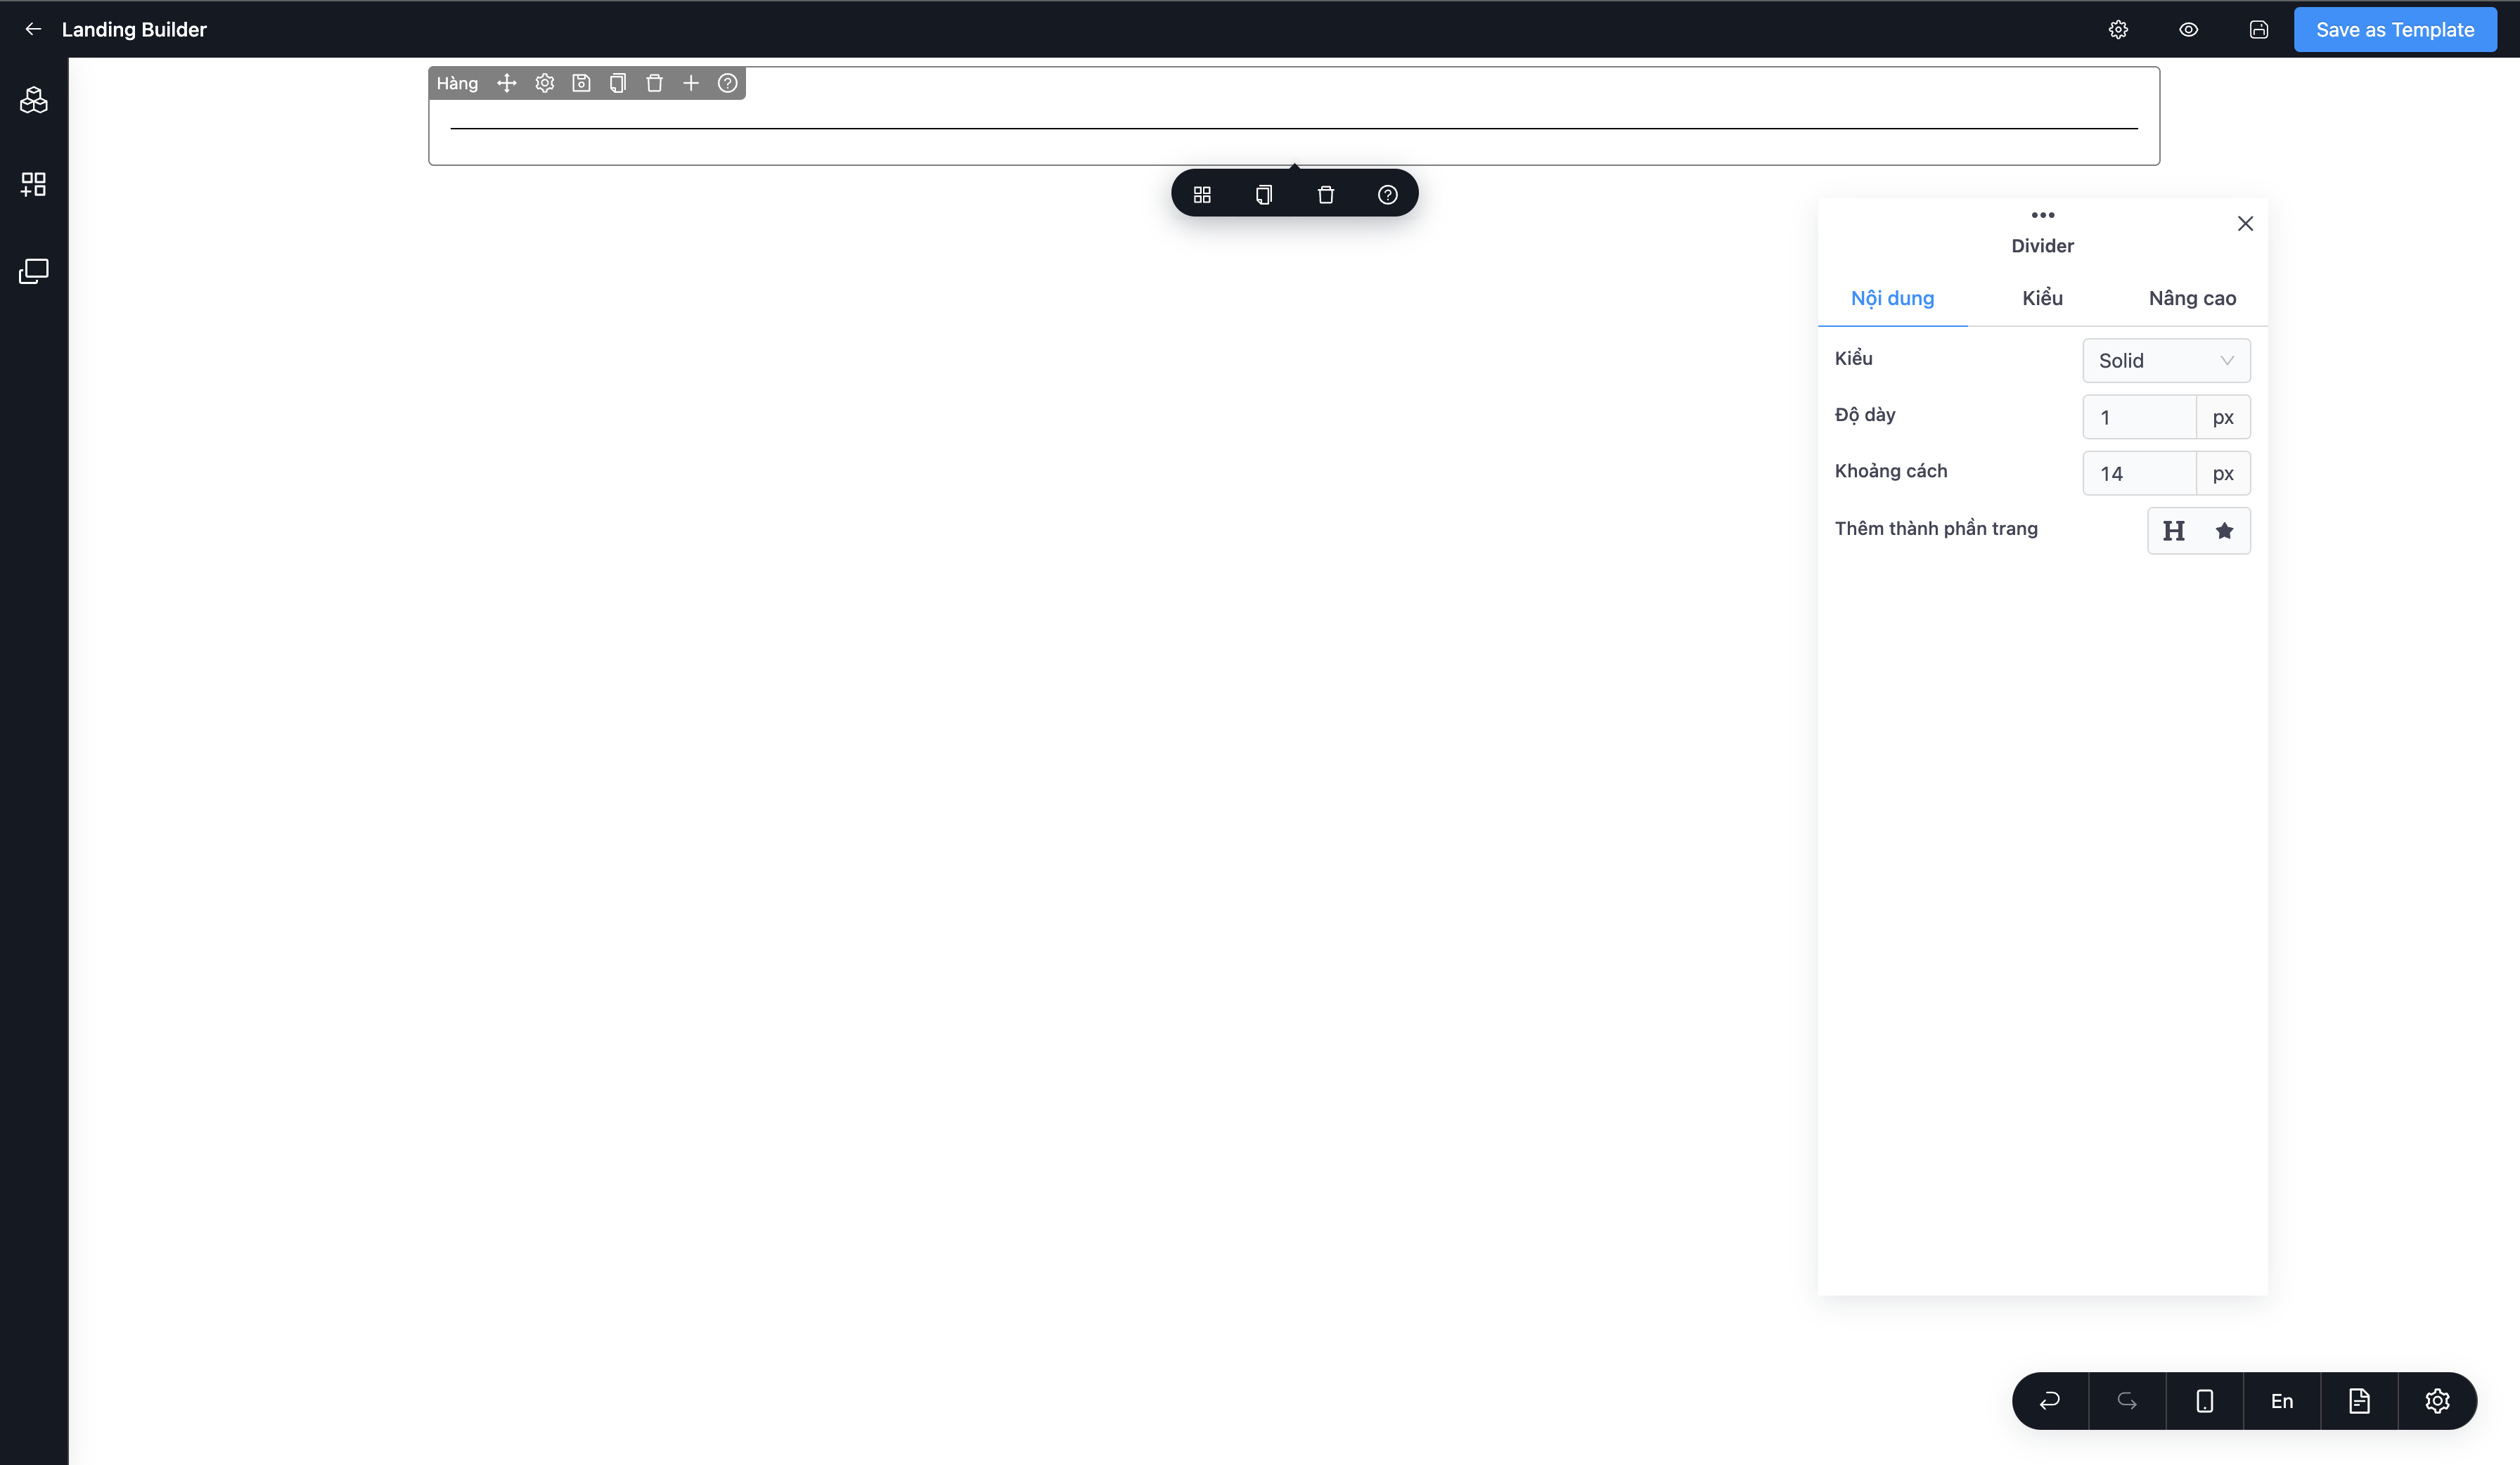 Landing Builder
Save as Template
Hàng
Divider
Nội dung
Kiểu
Nâng cao
Kiểu
Solid
Độ dày
1
px
Khoảng cách
14
px
Thêm thành phần trang
H
En